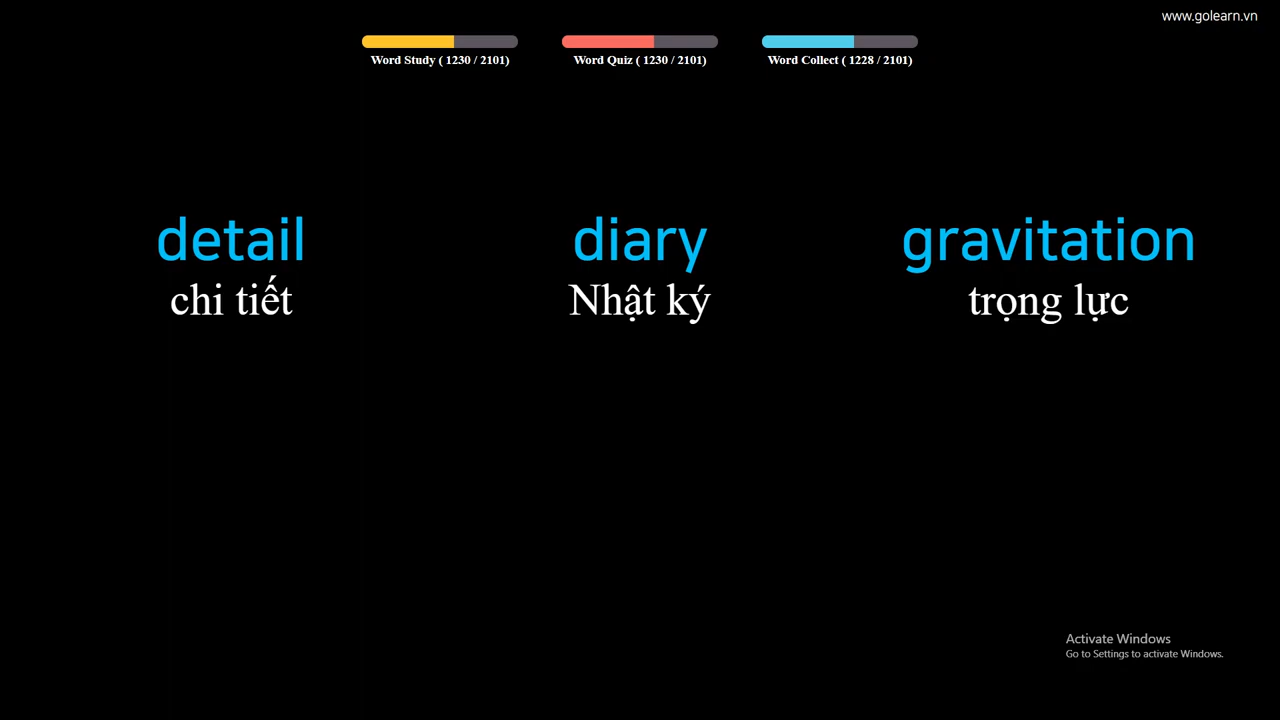 www.golearn.vn
Word Study ( 1230 / 2101)
Word Quiz ( 1230 / 2101)
Word Collect ( 1228 / 2101)
detail
chi tiết
diary
Nhật ký
gravitation
trọng lực
Activate Windows
Go to Settings to activate Windows.